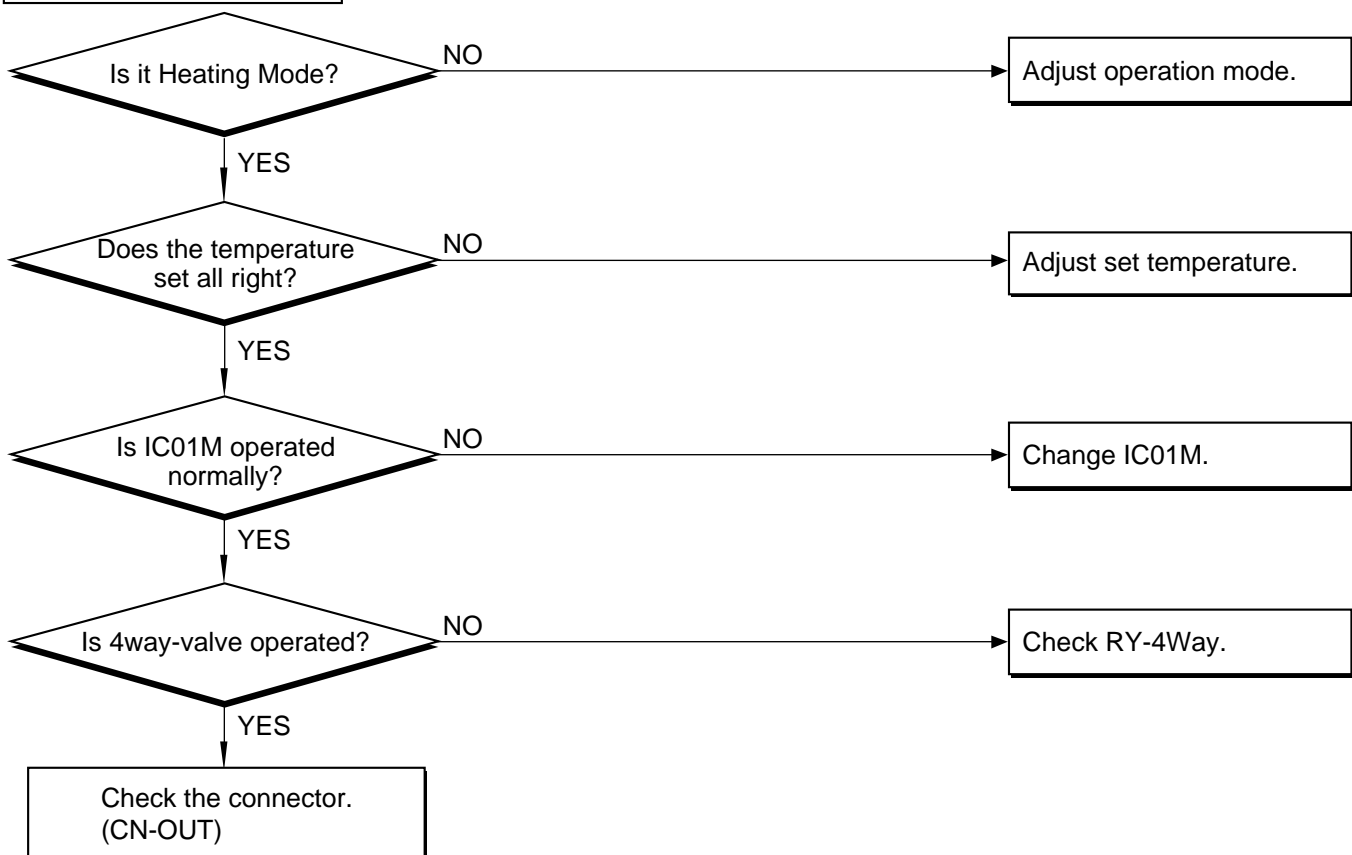 Is it Heating Mode?
NO
Adjust operation mode.
YES
Does the temperature
set all right?
NO
Adjust set temperature.
YES
Is IC01M operated
normally?
NO
Change IC01M.
YES
Is 4way-valve operated?
NO
Check RY-4Way.
YES
Check the connector.
(CN-OUT)